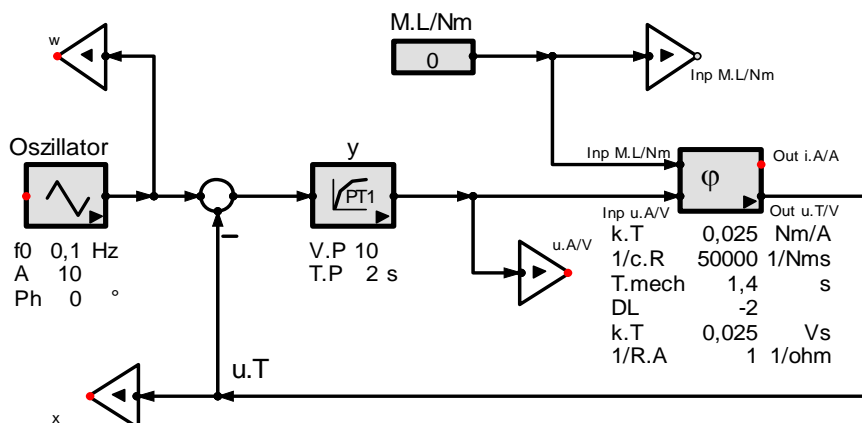 M.L/Nm
w
0
Inp M.L/Nm
Oszillator
y
Inp M.L/Nm
Out i.A/A
PT1
φ
Inp u.A/V
Out u.T/V
f0 0,1 Hz
A 10
Ph 0 °
–
V.P 10
T.P 2 s
u.A/V
k.T 0,025 Nm/A
1/c.R 50000 1/Nms
T.mech 1,4 s
DL -2
k.T 0,025 Vs
1/R.A 1 1/ohm
u.T
x